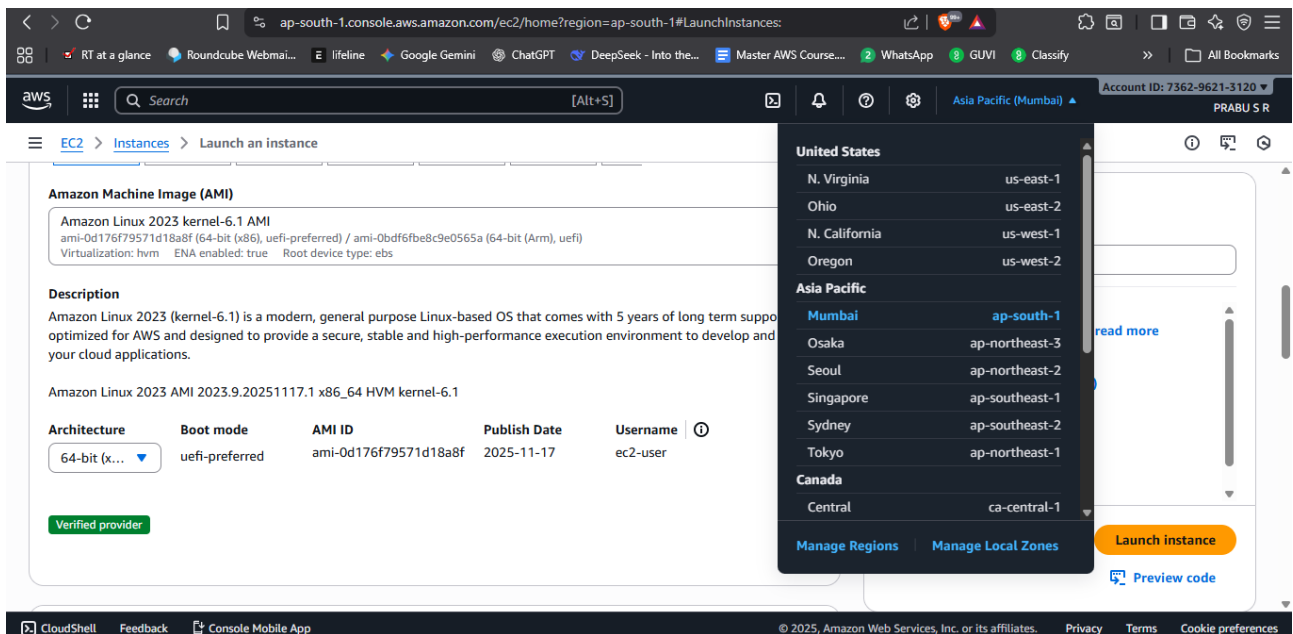 ap-south-1.console.aws.amazon.com/ec2/home?region=ap-south-1#LaunchInstances:
RT at a glance
Roundcube Webmai...
lifeline
Google Gemini
ChatGPT
DeepSeek - Into the...
Master AWS Course....
2 WhatsApp
8 GUVI
8 Classify
»
All Bookmarks
aws
Search
[Alt+S]
Asia Pacific (Mumbai)
Account ID: 7362-9621-3120
PRABU S R
EC2 > Instances > Launch an instance
Amazon Machine Image (AMI)
Amazon Linux 2023 kernel-6.1 AMI
ami-0d176f79571d18a8f (64-bit (x86), uefi-preferred) / ami-0bdf6fbe8c9e0565a (64-bit (Arm), uefi)
Virtualization: hvm ENA enabled: true Root device type: ebs
Description
Amazon Linux 2023 (kernel-6.1) is a modern, general purpose Linux-based OS that comes with 5 years of long term suppo
optimized for AWS and designed to provide a secure, stable and high-performance execution environment to develop and
your cloud applications.
Amazon Linux 2023 AMI 2023.9.20251117.1 x86_64 HVM kernel-6.1
Architecture Boot mode AMI ID Publish Date Username
64-bit (x... uefi-preferred ami-0d176f79571d18a8f 2025-11-17 ec2-user
Verified provider
United States
N. Virginia us-east-1
Ohio us-east-2
N. California us-west-1
Oregon us-west-2
Asia Pacific
Mumbai ap-south-1
Osaka ap-northeast-3
Seoul ap-northeast-2
Singapore ap-southeast-1
Sydney ap-southeast-2
Tokyo ap-northeast-1
Canada
Central ca-central-1
Manage Regions
Manage Local Zones
read more
Launch instance
Preview code
CloudShell Feedback Console Mobile App
© 2025, Amazon Web Services, Inc. or its affiliates. Privacy Terms Cookie preferences